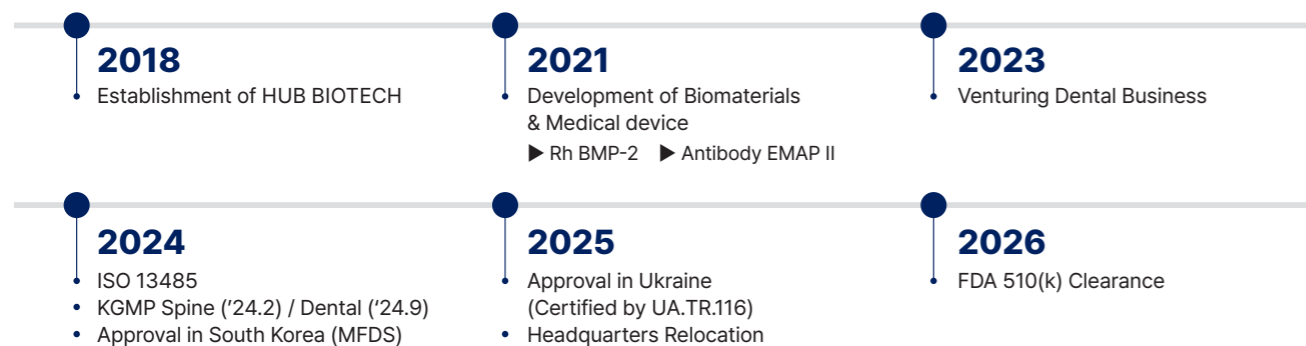 2018
• Establishment of HUB BIOTECH
2021
• Development of Biomaterials
& Medical device
▶ Rh BMP-2 ▶ Antibody EMAP II
2023
• Venturing Dental Business
2024
• ISO 13485
• KGMP Spine (’24.2) / Dental (‘24.9)
• Approval in South Korea (MFDS)
2025
• Approval in Ukraine
(Certified by UA.TR.116)
• Headquarters Relocation
2026
• FDA 510(k) Clearance